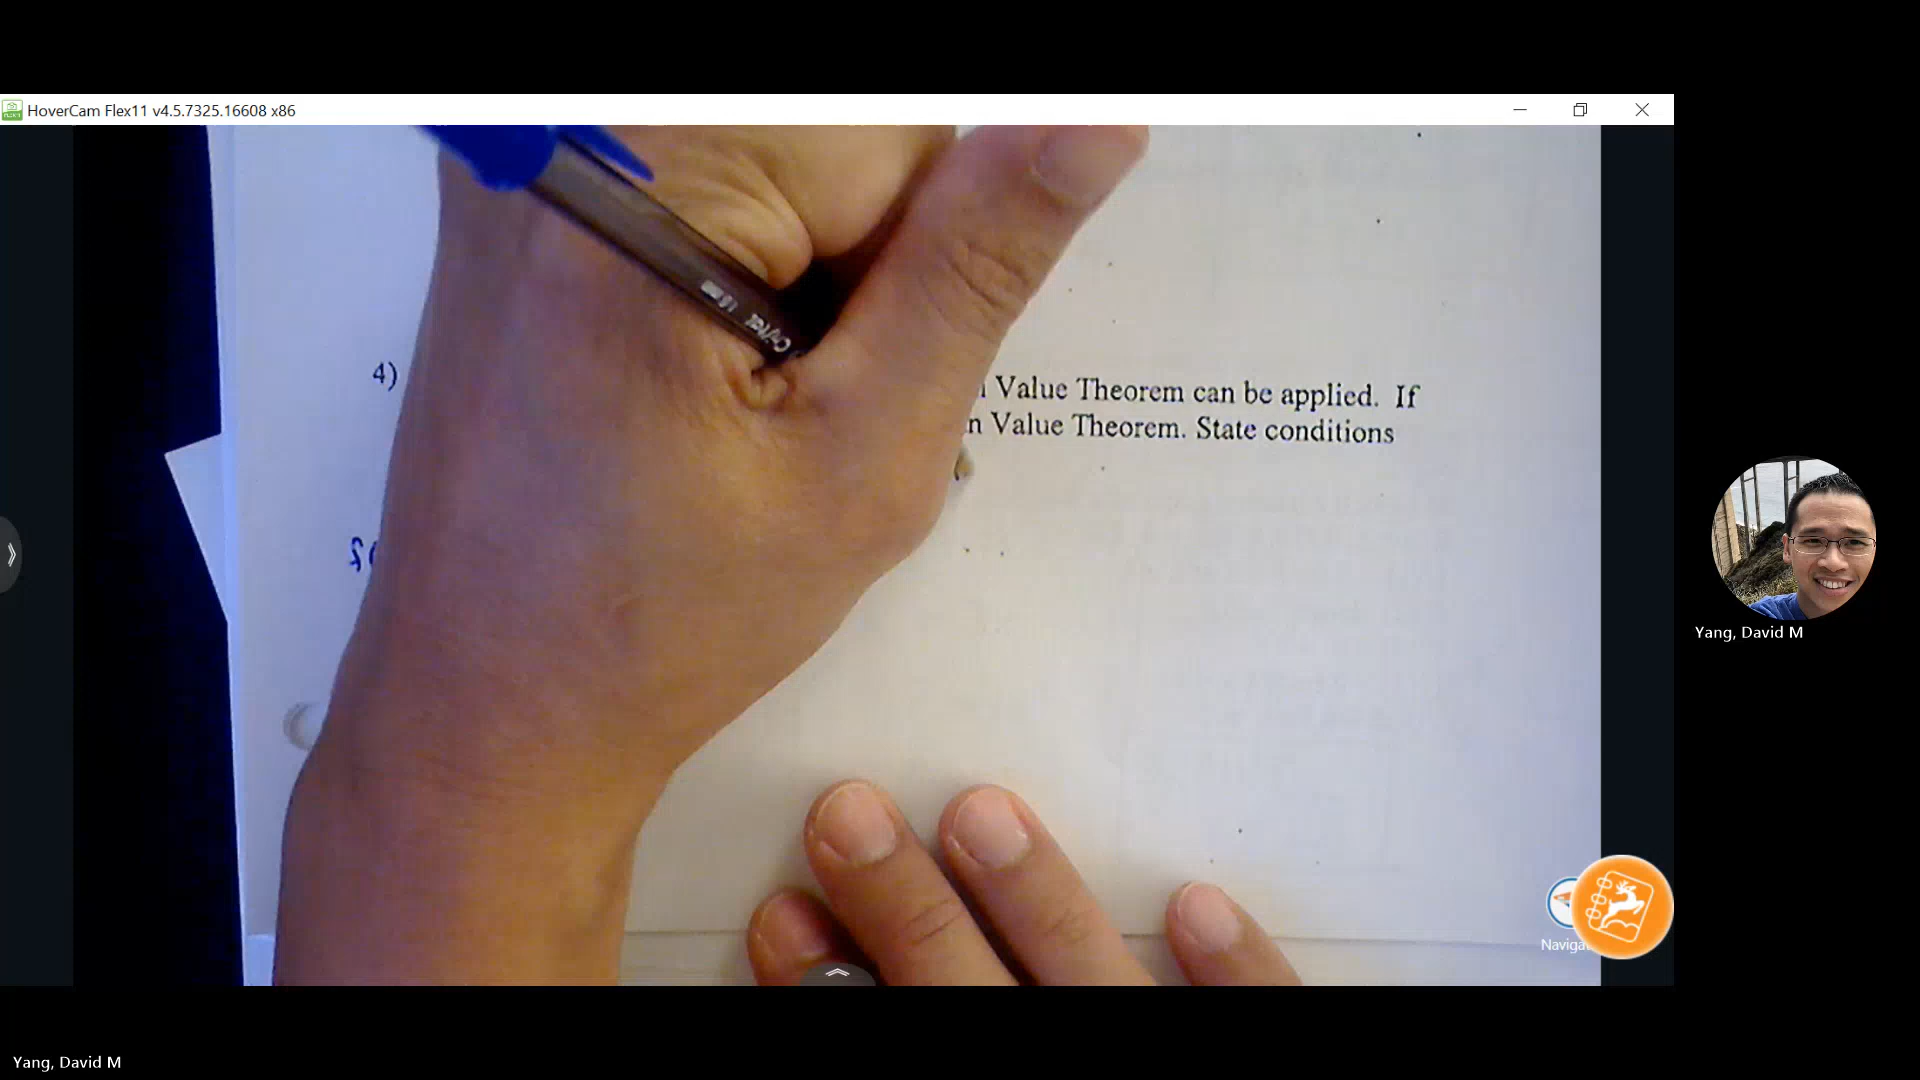 HoverCam Flex11 v4.5.7325.16608 x86
4)
Value Theorem can be applied. If
n Value Theorem. State conditions
Yang, David M
Navigat
Yang, David M